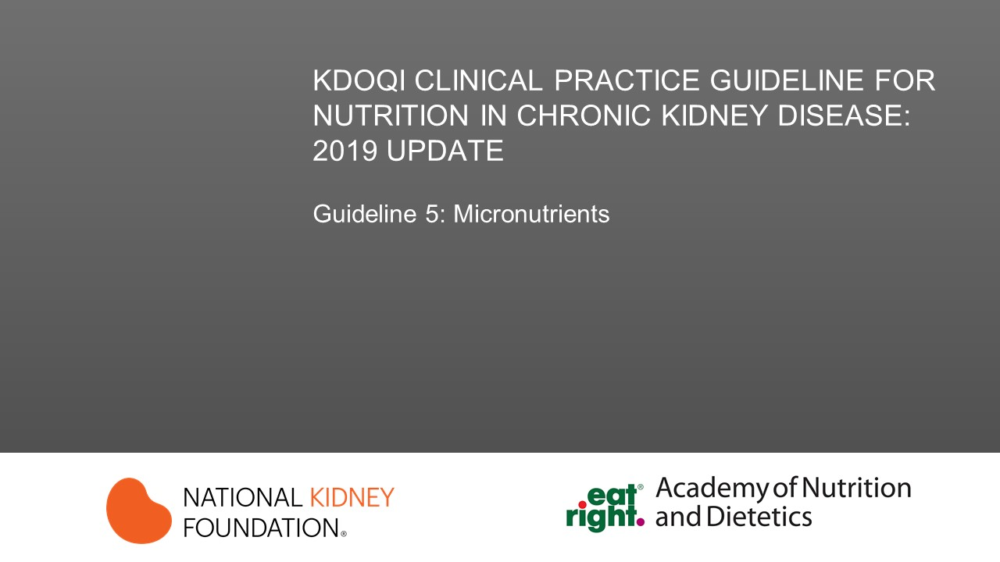 KDOQI CLINICAL PRACTICE GUIDELINE FOR
NUTRITION IN CHRONIC KIDNEY DISEASE:
2019 UPDATE
Guideline 5: Micronutrients
NATIONAL KIDNEY
FOUNDATION®
eat®
right.
Academy of Nutrition
and Dietetics